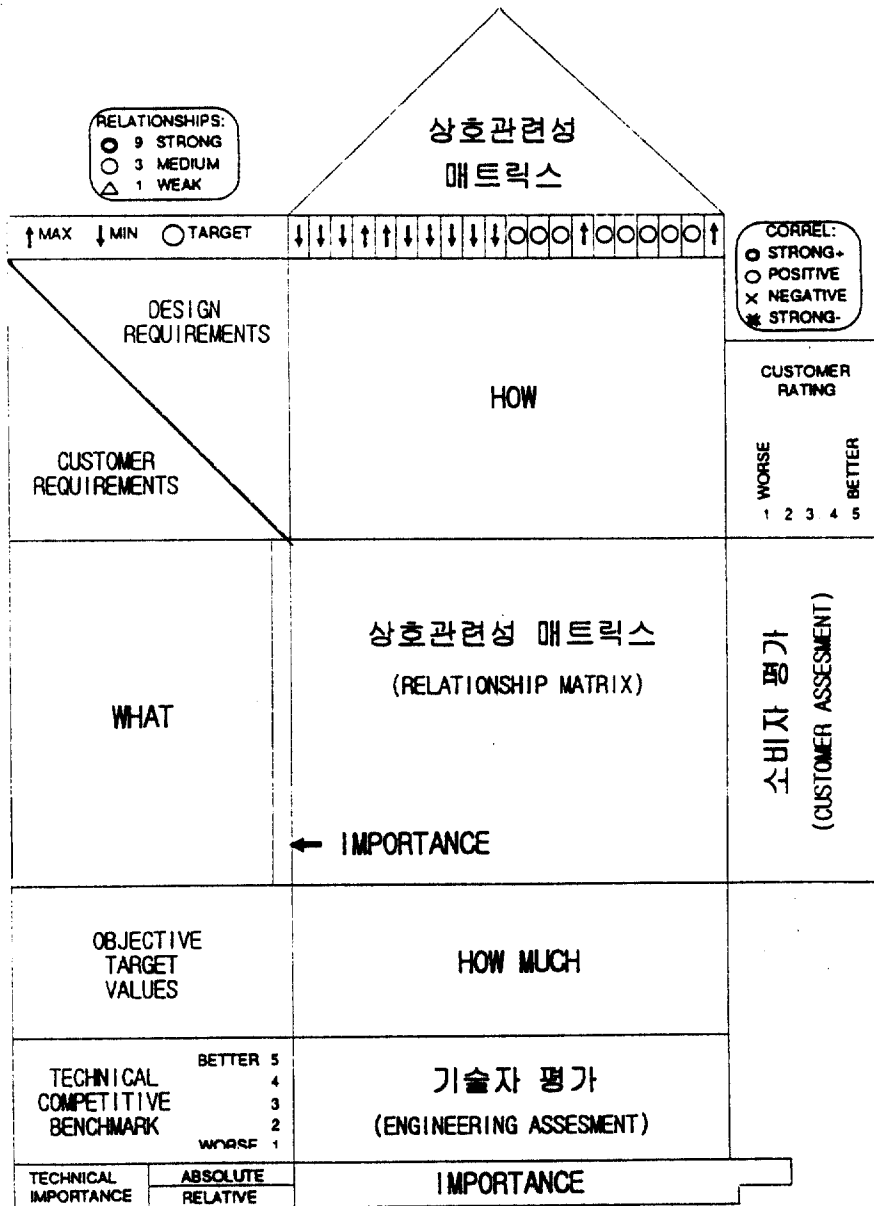 상호관련성
매트릭스
RELATIONSHIPS:
◎ 9 STRONG
○ 3 MEDIUM
△ 1 WEAK
↑ MAX ↓ MIN ○ TARGET
↓ ↓ ↓ ↑ ↑ ↓ ↓ ↓ ↓ ↓ ○ ○ ○ ↑ ○ ○ ○ ○ ○ ↑
CORREL:
◎ STRONG+
○ POSITIVE
× NEGATIVE
※ STRONG-
DESIGN
REQUIREMENTS
CUSTOMER
REQUIREMENTS
HOW
CUSTOMER
RATING
WORSE
BETTER
1 2 3 4 5
WHAT
상호관련성 매트릭스
(RELATIONSHIP MATRIX)
← IMPORTANCE
소비자 평가
(CUSTOMER ASSESMENT)
OBJECTIVE
TARGET
VALUES
HOW MUCH
TECHNICAL
COMPETITIVE
BENCHMARK
BETTER 5
4
3
2
WORSE 1
기술자 평가
(ENGINEERING ASSESMENT)
TECHNICAL
IMPORTANCE
ABSOLUTE
RELATIVE
IMPORTANCE